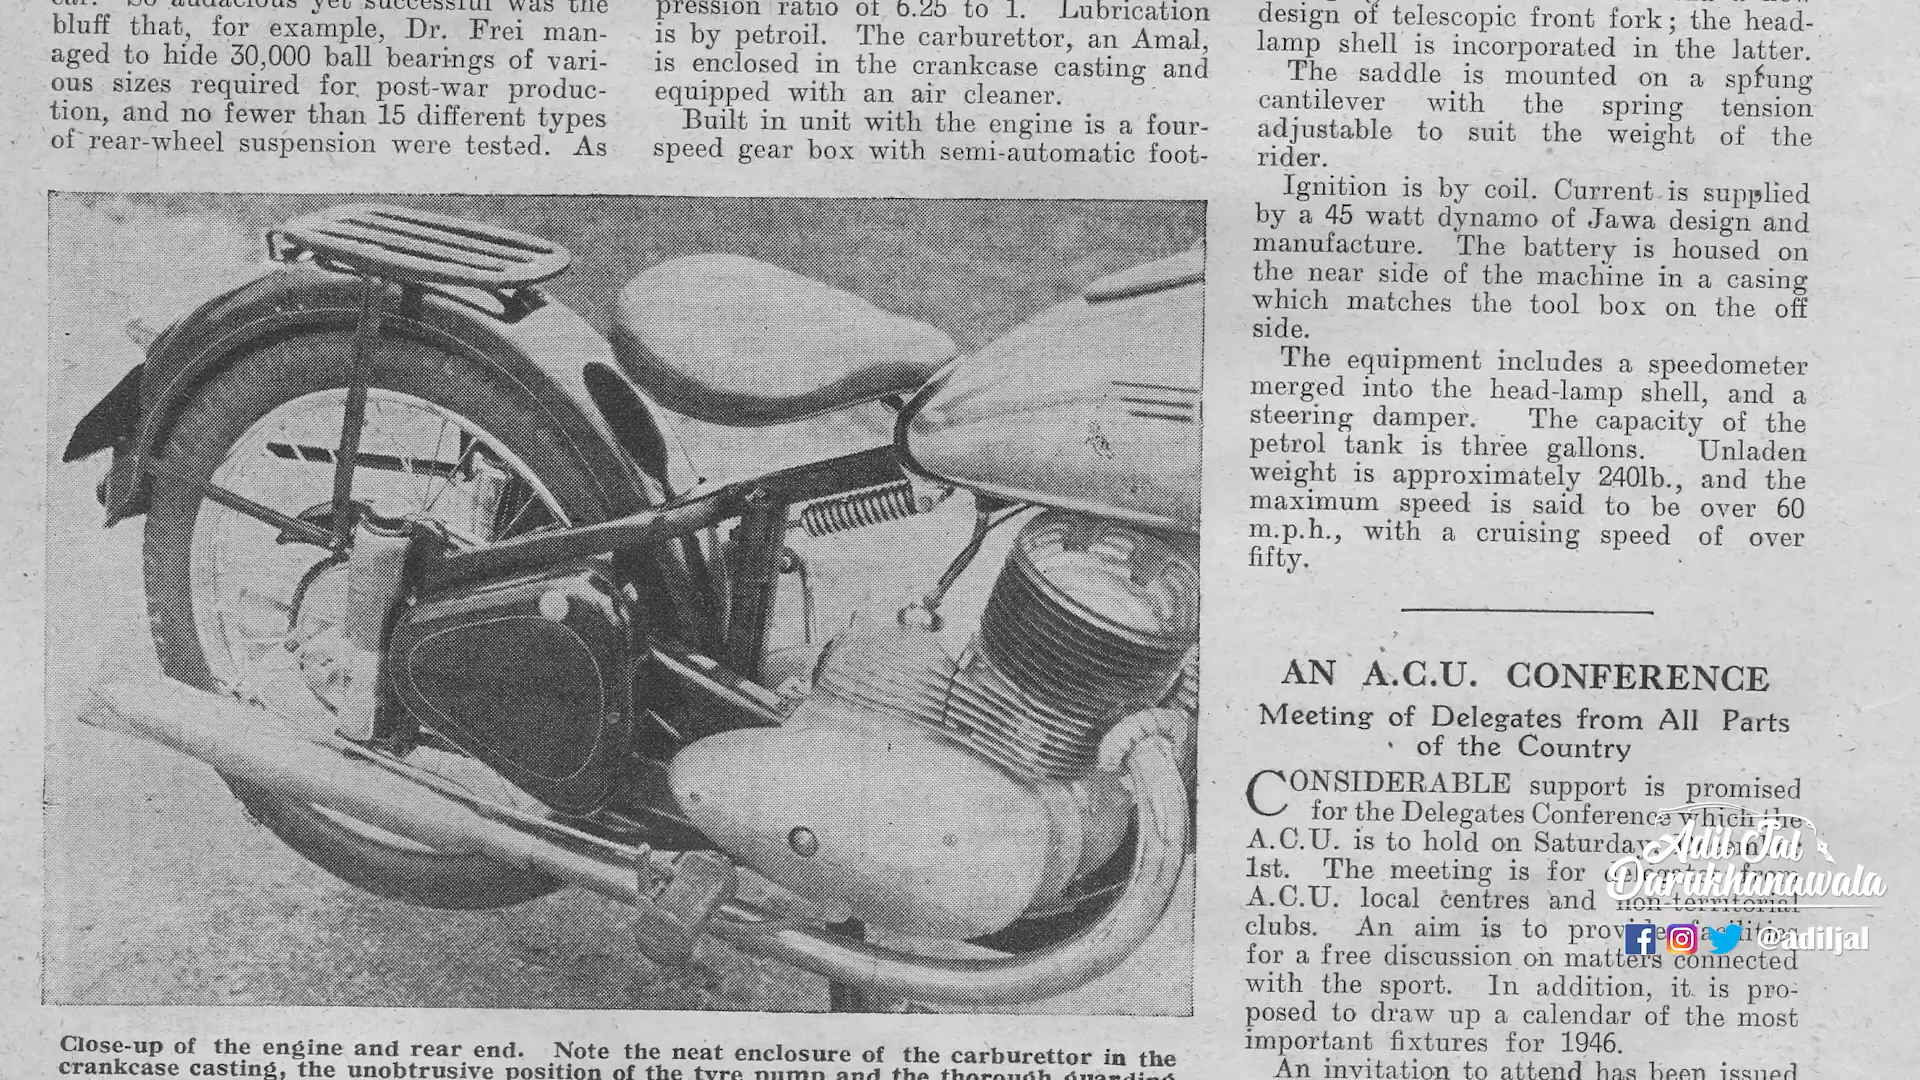 car. So audacious yet successful was the
bluff that, for example, Dr. Frei man-
aged to hide 30,000 ball bearings of vari-
ous sizes required for post-war produc-
tion, and no fewer than 15 different types
of rear-wheel suspension were tested. As
pression ratio of 6.25 to 1. Lubrication
is by petroil. The carburettor, an Amal,
is enclosed in the crankcase casting and
equipped with an air cleaner.
Built in unit with the engine is a four-
speed gear box with semi-automatic foot-
Close-up of the engine and rear end. Note the neat enclosure of the carburettor in the
crankcase casting, the unobtrusive position of the tyre pump and the thorough guarding
design of telescopic front fork; the head-
lamp shell is incorporated in the latter.
The saddle is mounted on a sprung
cantilever with the spring tension
adjustable to suit the weight of the
rider.
Ignition is by coil. Current is supplied
by a 45 watt dynamo of Jawa design and
manufacture. The battery is housed on
the near side of the machine in a casing
which matches the tool box on the off
side.
The equipment includes a speedometer
merged into the head-lamp shell, and a
steering damper. The capacity of the
petrol tank is three gallons. Unladen
weight is approximately 240lb., and the
maximum speed is said to be over 60
m.p.h., with a cruising speed of over
fifty.
AN A.C.U. CONFERENCE
Meeting of Delegates from All Parts
of the Country
CONSIDERABLE support is promised
for the Delegates Conference which the
A.C.U. is to hold on Saturday,
1st. The meeting is for delegates from
A.C.U. local centres and non-territorial
clubs. An aim is to provide facilities
for a free discussion on matters connected
with the sport. In addition, it is pro-
posed to draw up a calendar of the most
important fixtures for 1946.
An invitation to attend has been issued
Adil Jal
Darakhanawala
@adiljal